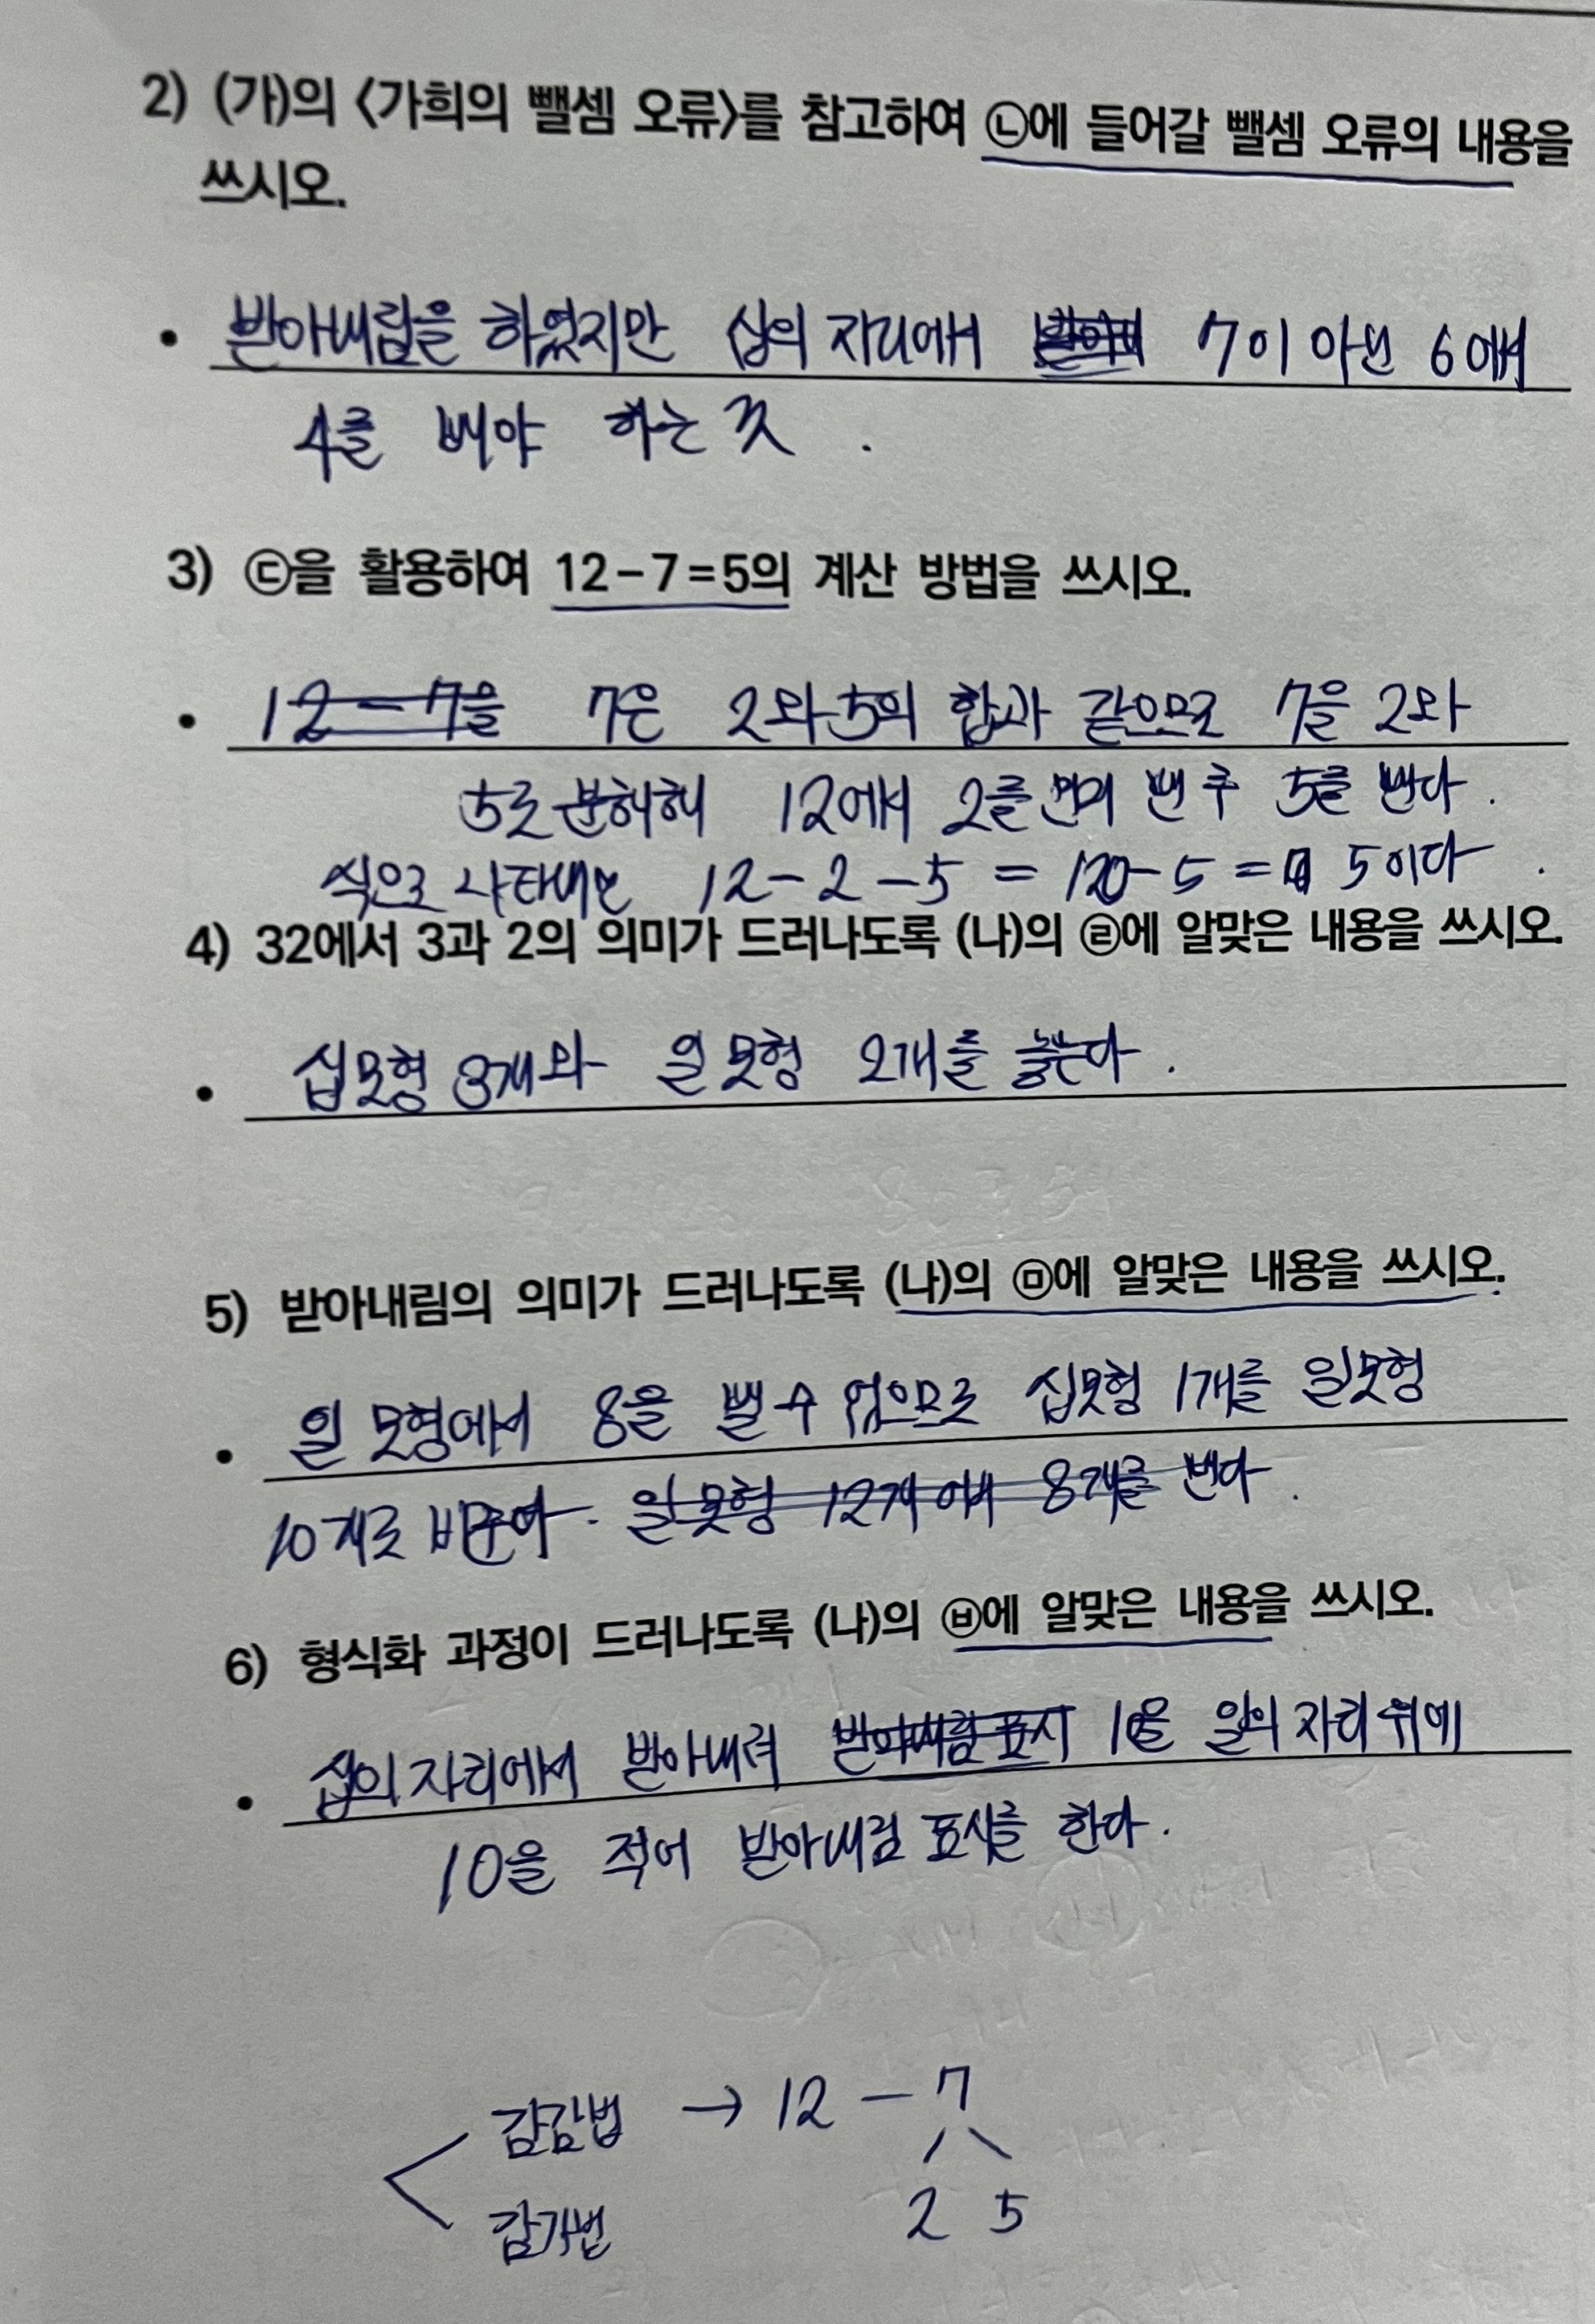 2) (가)의 <가희의 뺄셈 오류>를 참고하여 ㉡에 들어갈 뺄셈 오류의 내용을
쓰시오.
• 받아내림을 하였지만 십의 자리에서 7이 아닌 6에서
4를 빼야 하는 것.
3) ㉢을 활용하여 12-7=5의 계산 방법을 쓰시오.
• 12-7을 7은 2와 5의 합과 같으므로 7을 2와
5로 분해해 12에서 2를 먼저 뺀 후 5를 뺀다.
식으로 나타내면 12-2-5=10-5=5이다.
4) 32에서 3과 2의 의미가 드러나도록 (나)의 ㉣에 알맞은 내용을 쓰시오.
• 십모형 3개와 일 모형 2개를 놓는다.
5) 받아내림의 의미가 드러나도록 (나)의 ㉤에 알맞은 내용을 쓰시오.
• 일 모형에서 8을 뺄 수 없으므로 십모형 1개를 일모형
10개로 바꾼다. 일 모형 12개에서 8개를 뺀다.
6) 형식화 과정이 드러나도록 (나)의 ㉥에 알맞은 내용을 쓰시오.
• 십의 자리에서 받아내려 받아내림 표시 10을 일의 자리 위에
10을 적어 받아내림 표시를 한다.
감감법 → 12 - 7
2 5
감가법